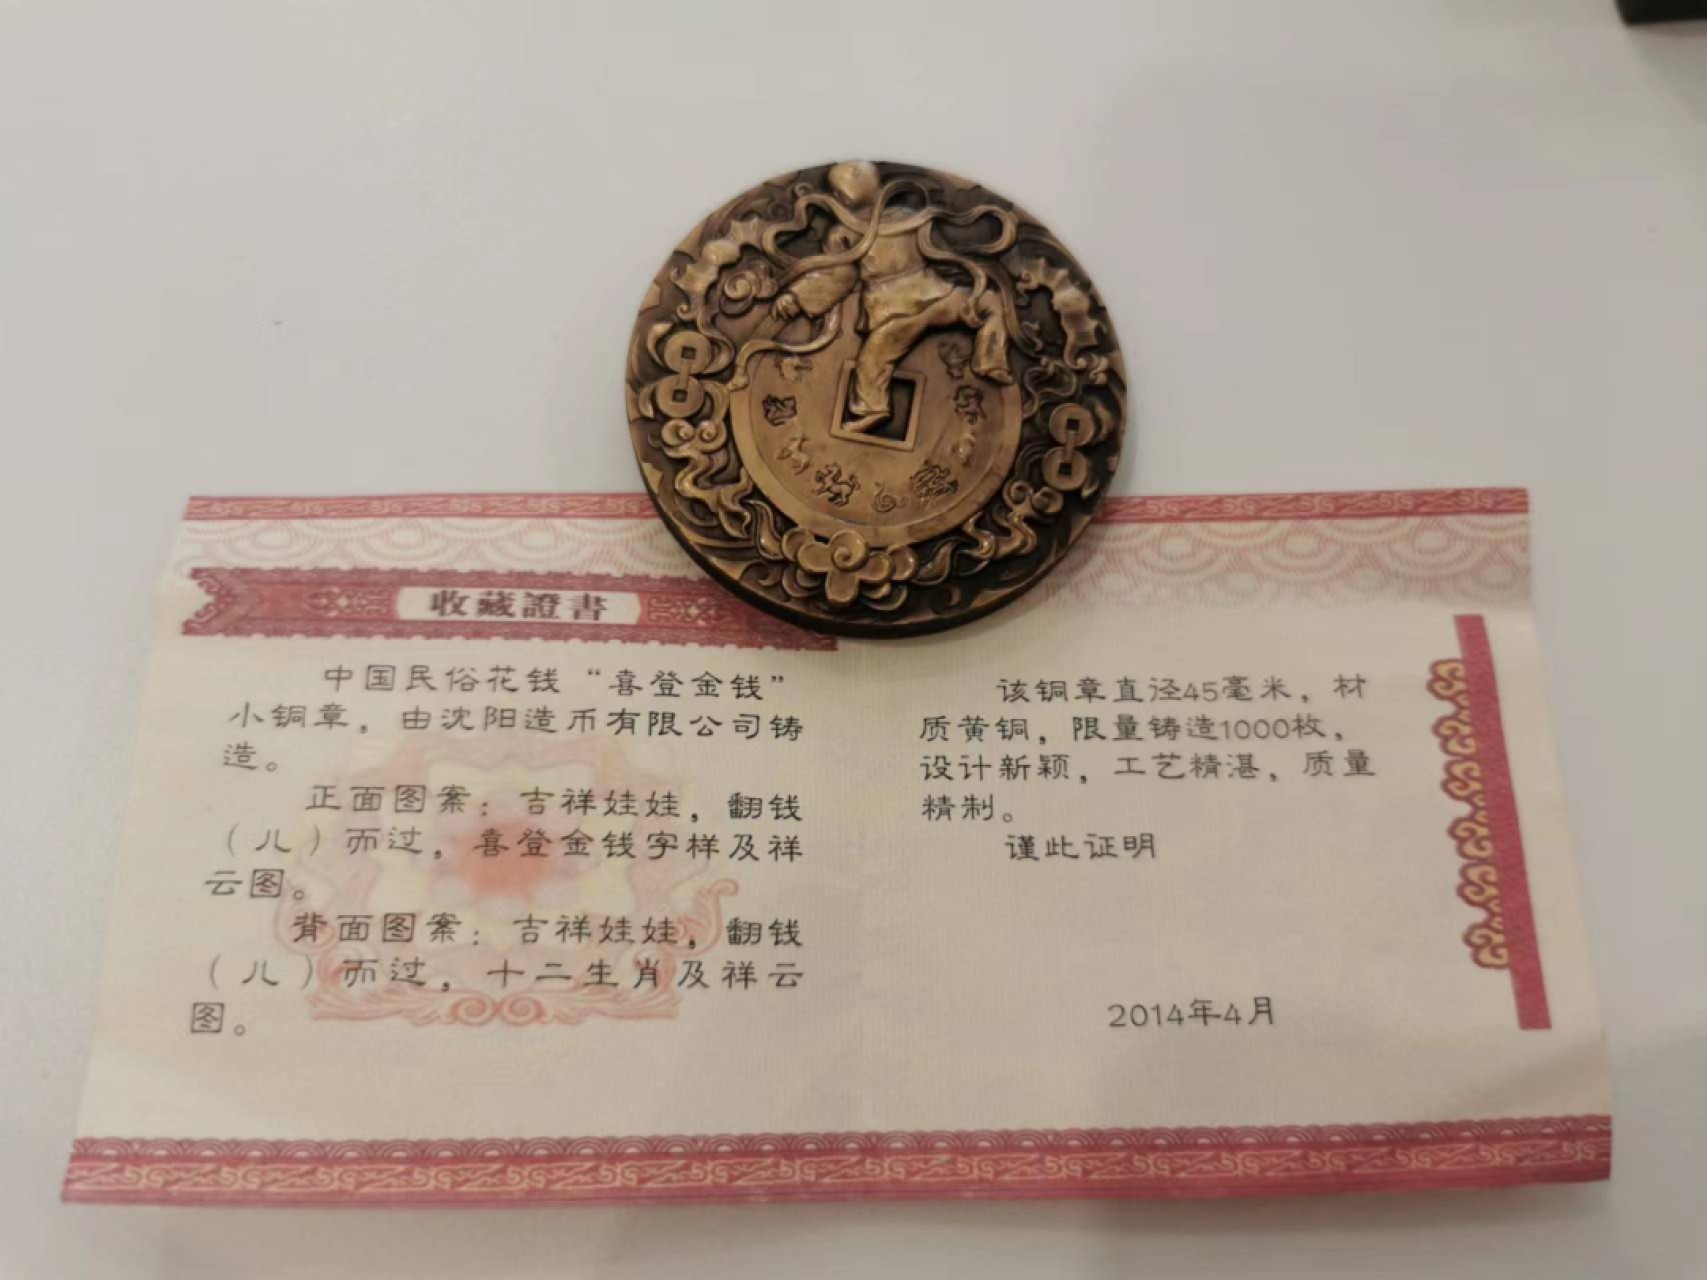 收藏證書
中国民俗花钱“喜登金钱”
小铜章，由沈阳造币有限公司铸
造。
正面图案：吉祥娃娃，翻钱
（儿）而过，喜登金钱字样及祥
云图。
背面图案：吉祥娃娃，翻钱
（儿）而过，十二生肖及祥云
图。
该铜章直径45毫米，材
质黄铜，限量铸造1000枚，
设计新颖，工艺精湛，质量
精制。
谨此证明
2014年4月